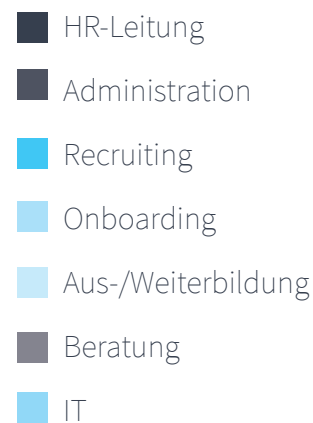 HR-Leitung
Administration
Recruiting
Onboarding
Aus-/Weiterbildung
Beratung
IT